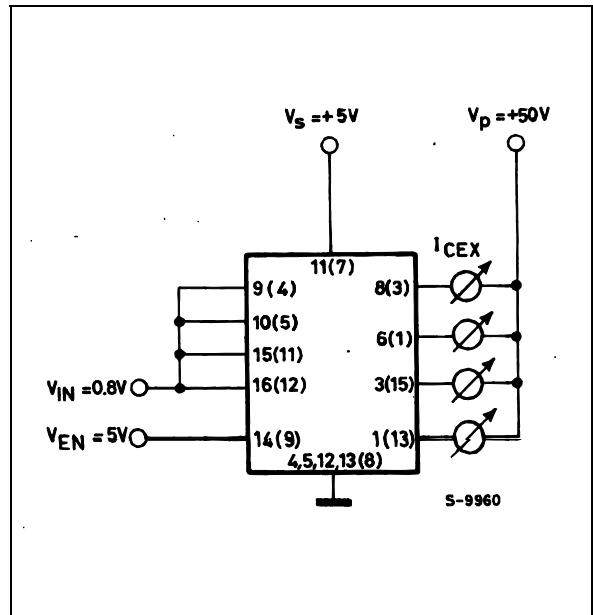 Vs =+5V
Vp =+50V
ICEX
11(7)
9(4)
8(3)
10(5)
6(1)
15(11)
VIN =0.8V
16(12)
3(15)
VEN =5V
14(9)
1(13)
4,5,12,13(8)
S-9960